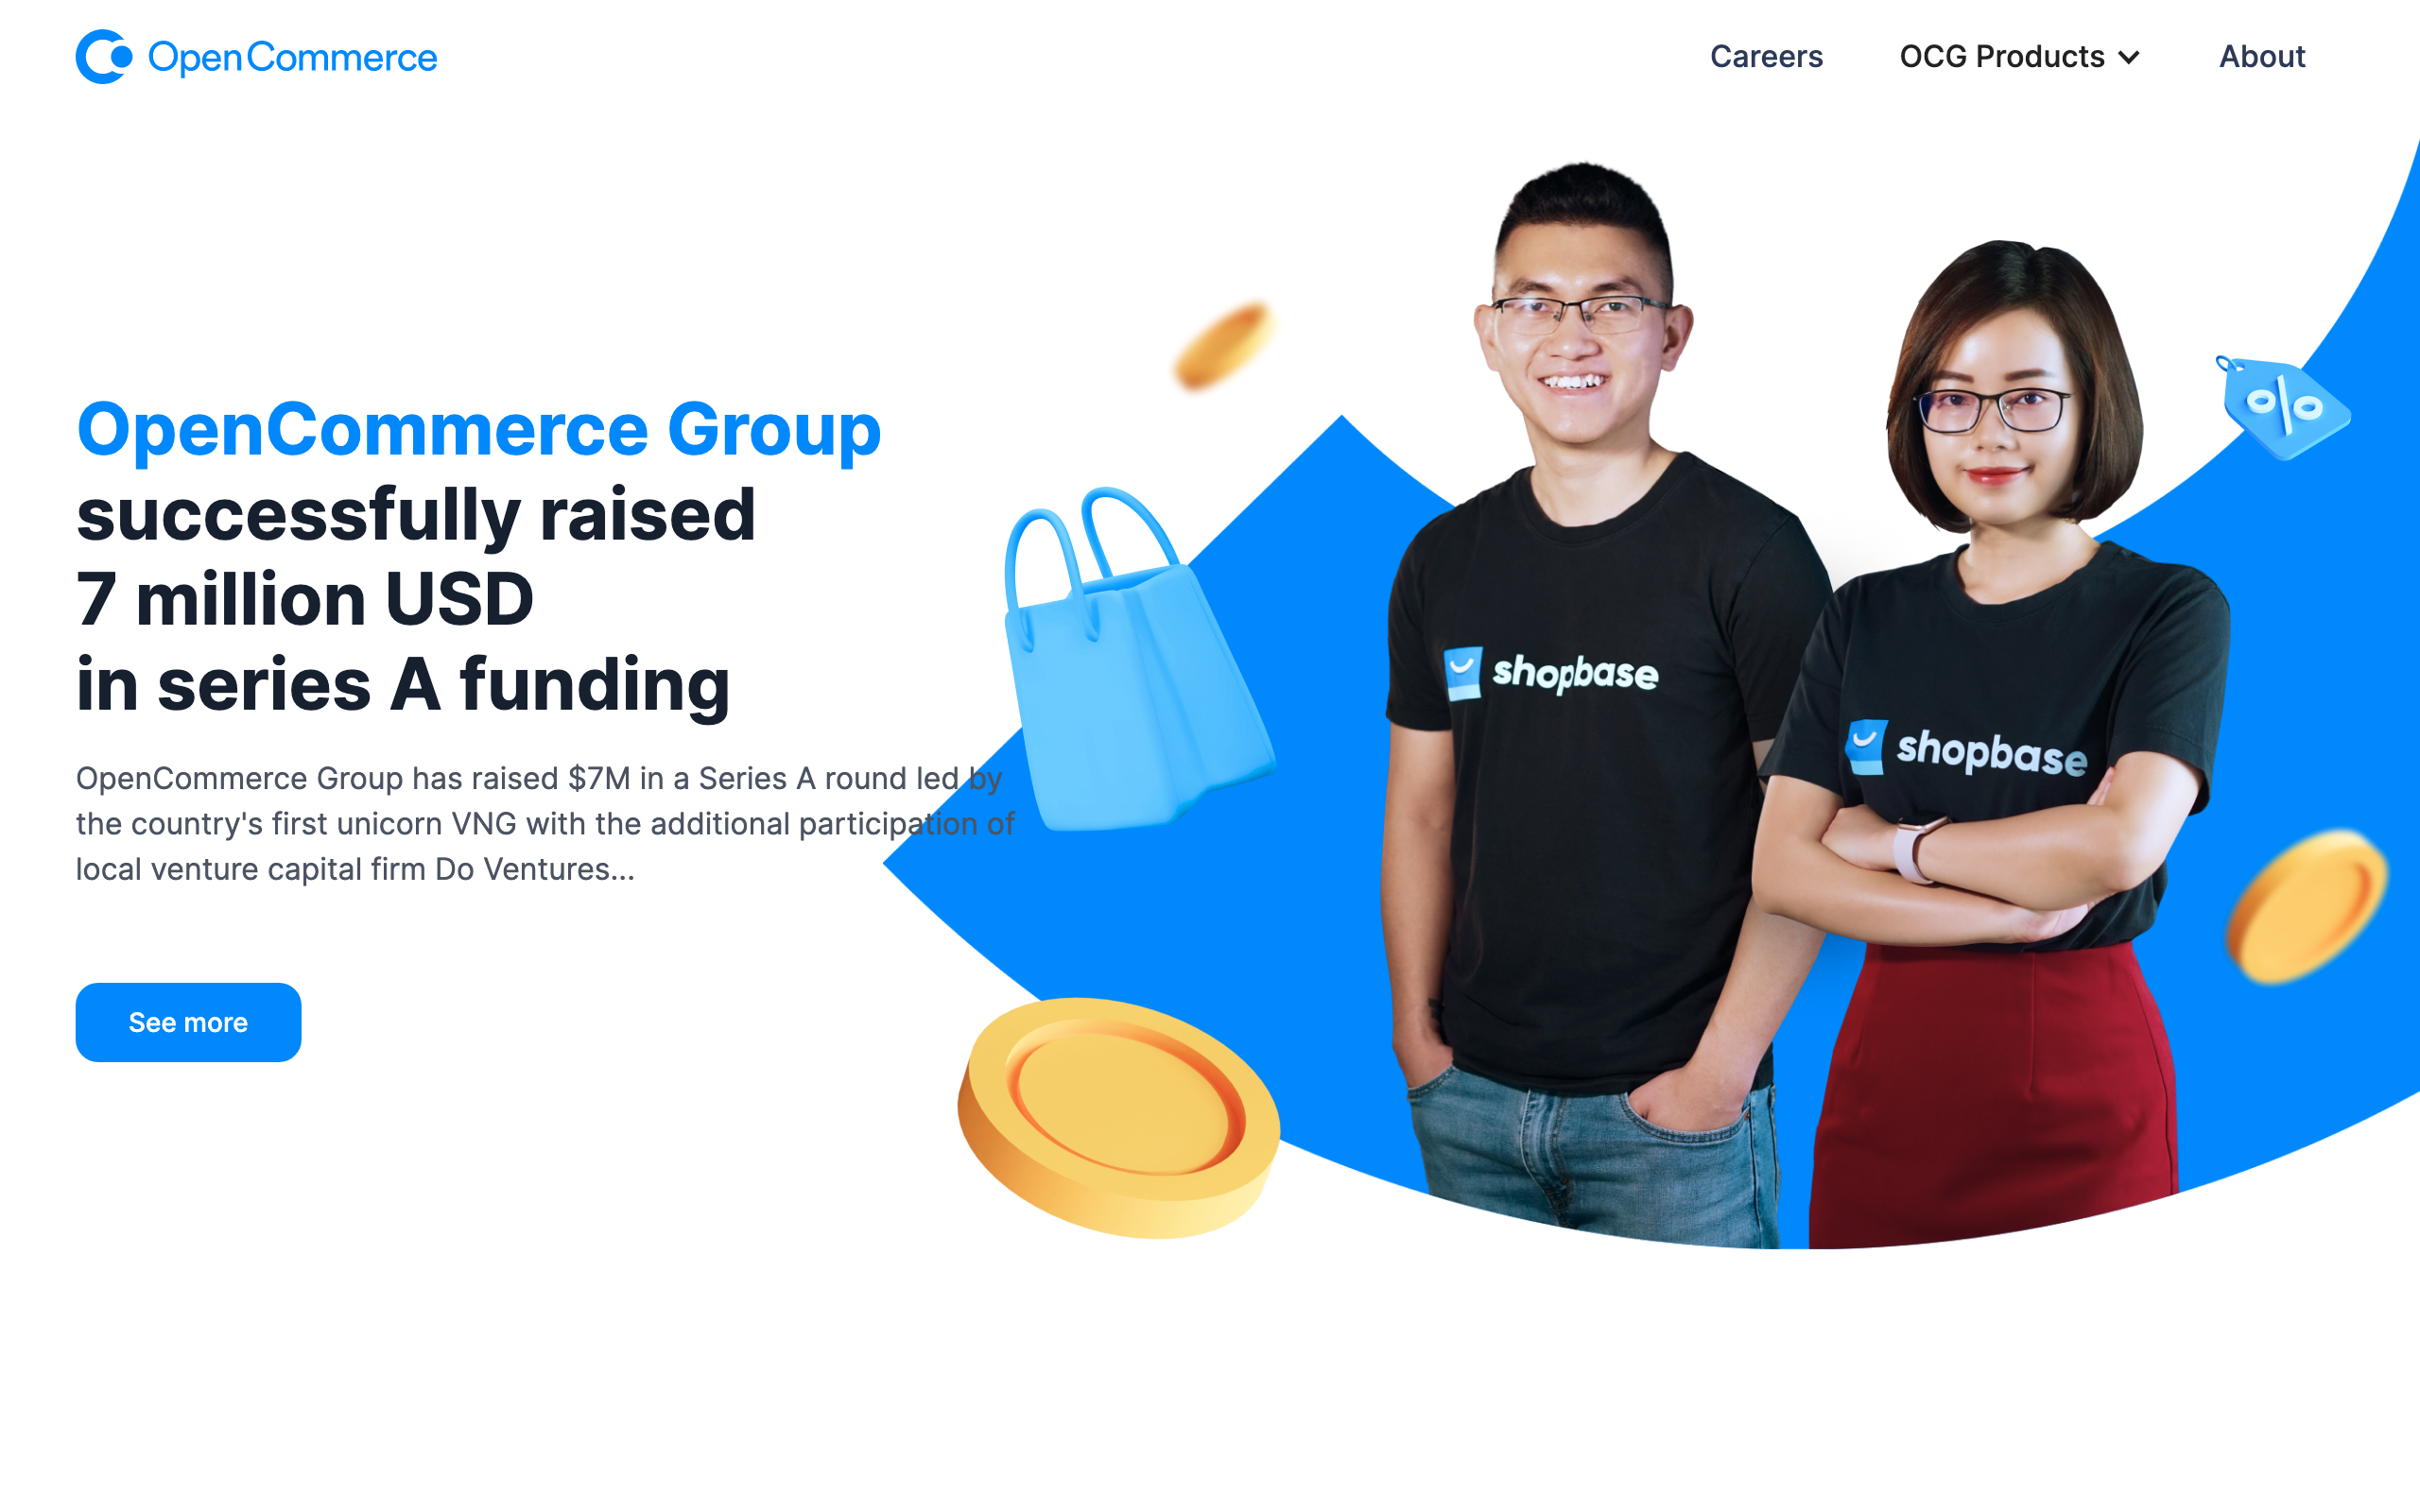 OpenCommerce
Careers
OCG Products
About
OpenCommerce Group
successfully raised
7 million USD
in series A funding
OpenCommerce Group has raised $7M in a Series A round led by
the country's first unicorn VNG with the additional participation of
local venture capital firm Do Ventures...
See more
shopbase
shopbase
%